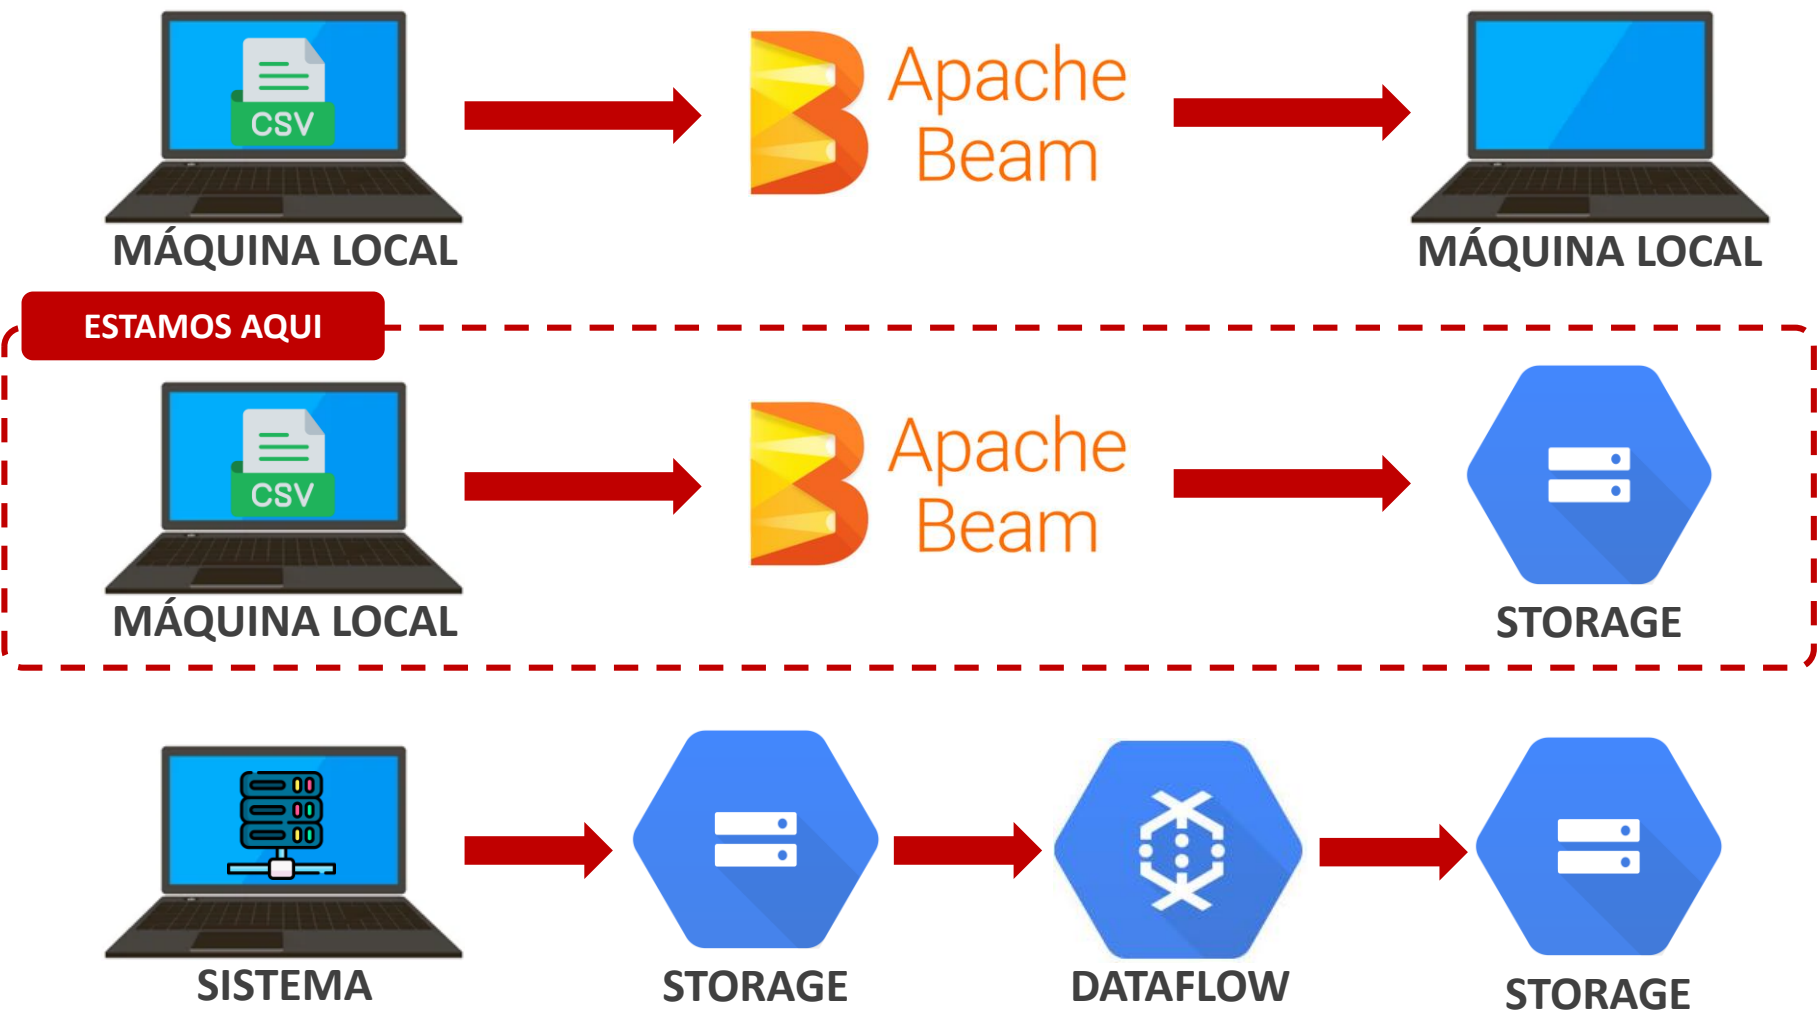 CSV
Apache
Beam
MÁQUINA LOCAL
MÁQUINA LOCAL
ESTAMOS AQUI
CSV
Apache
Beam
MÁQUINA LOCAL
STORAGE
SISTEMA
STORAGE
DATAFLOW
STORAGE